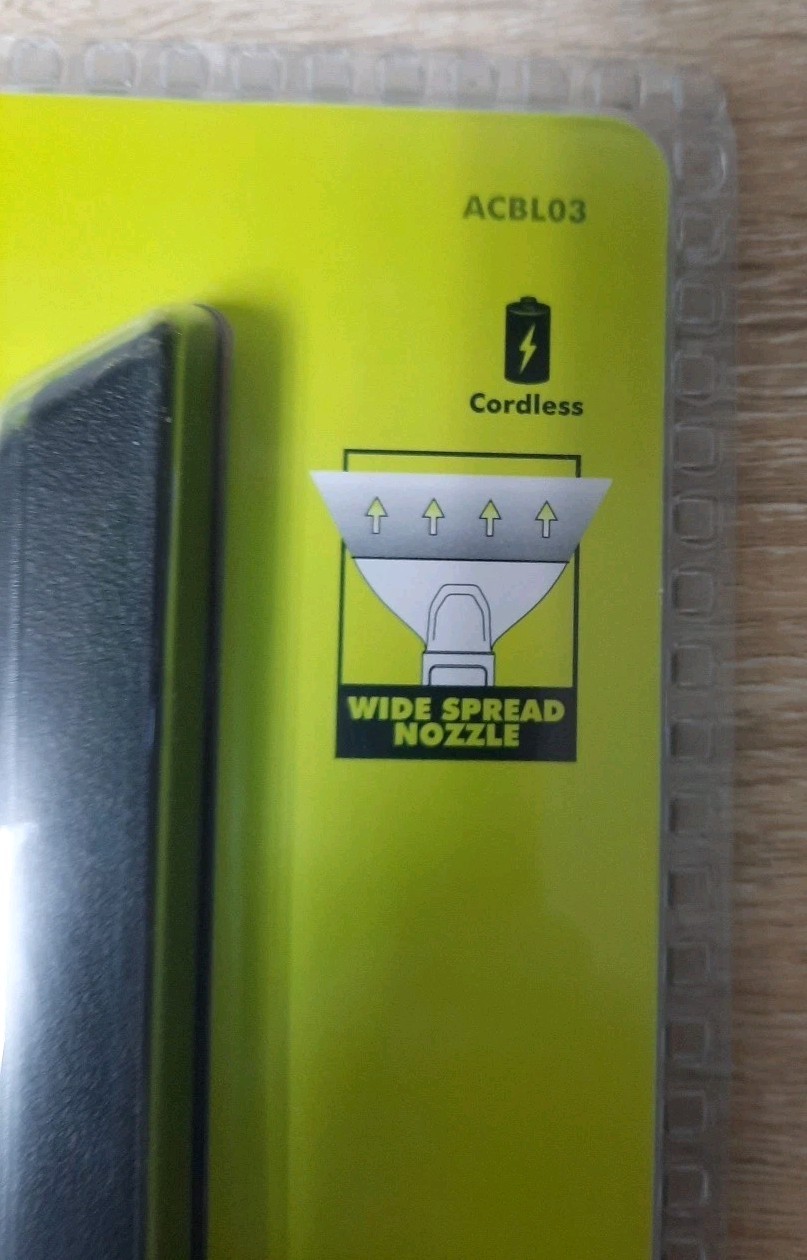 ACBL03
Cordless
WIDE SPREAD
NOZZLE